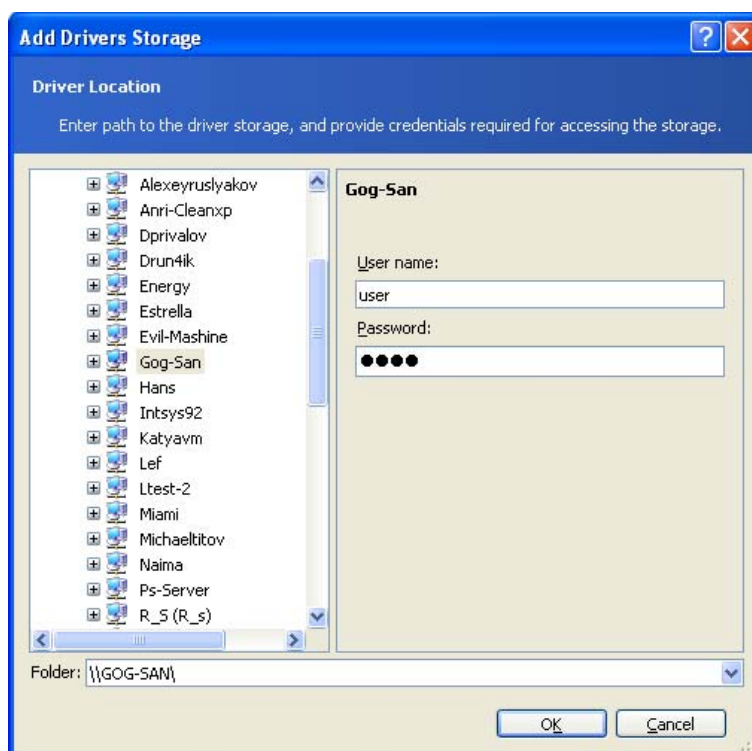 Add Drivers Storage
Driver Location
Enter path to the driver storage, and provide credentials required for accessing the storage.
Alexeyruslyakov
Anri-Cleanxp
Dprivalov
Drun4ik
Energy
Estrella
Evil-Mashine
Gog-San
Hans
Intsys92
Katyavm
Lef
Ltest-2
Miami
Michaeltitov
Naima
Ps-Server
R_S (R_s)
Gog-San
User name:
user
Password:
●●●●
Folder: \\GOG-SAN\
OK Cancel